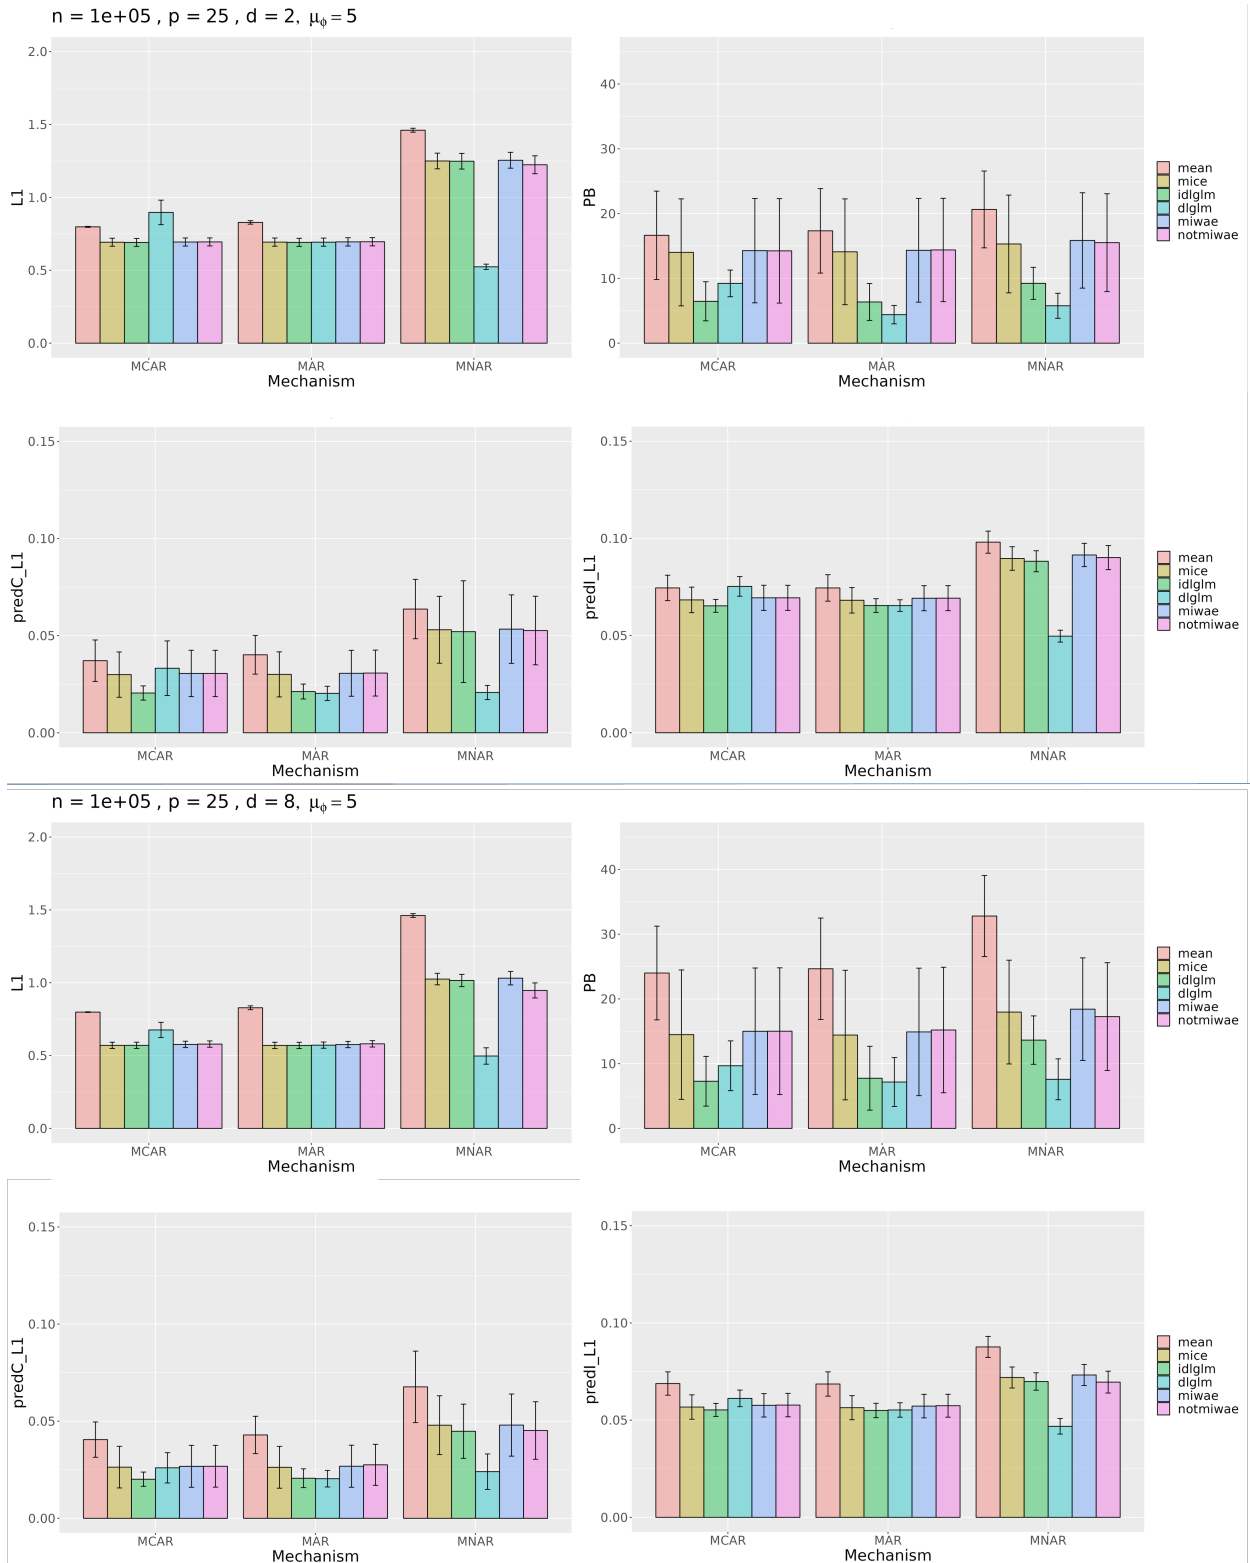 n = 1e+05 , p = 25 , d = 2, μϕ = 5
2.0
1.5
1.0
0.5
0.0
L1
MCAR MAR MNAR
Mechanism
40
30
20
10
0
PB
MCAR MAR MNAR
Mechanism
mean
mice
idlglm
dlglm
miwae
notmiwae
0.15
0.10
0.05
0.00
predC_L1
MCAR MAR MNAR
Mechanism
0.15
0.10
0.05
0.00
predI_L1
MCAR MAR MNAR
Mechanism
mean
mice
idlglm
dlglm
miwae
notmiwae
n = 1e+05 , p = 25 , d = 8, μϕ = 5
2.0
1.5
1.0
0.5
0.0
L1
MCAR MAR MNAR
Mechanism
40
30
20
10
0
PB
MCAR MAR MNAR
Mechanism
mean
mice
idlglm
dlglm
miwae
notmiwae
0.15
0.10
0.05
0.00
predC_L1
MCAR MAR MNAR
Mechanism
0.15
0.10
0.05
0.00
predI_L1
MCAR MAR MNAR
Mechanism
mean
mice
idlglm
dlglm
miwae
notmiwae